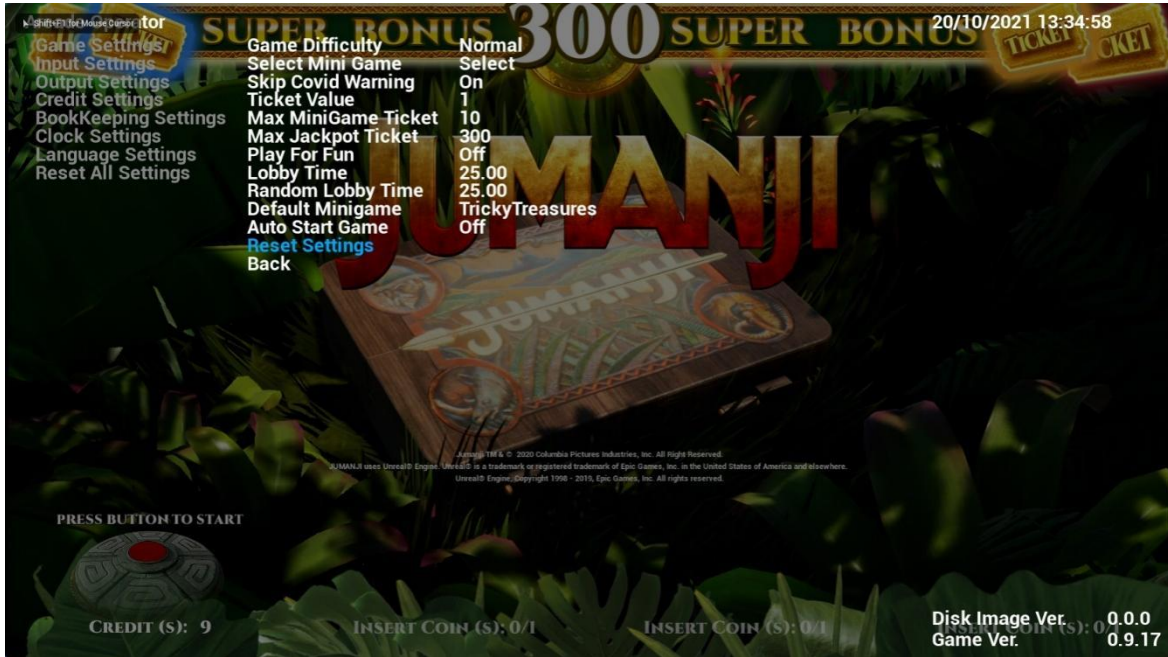 Shift+F1 for Mouse Cursor
tor
20/10/2021 13:34:58
SUPER BONUS 300 SUPER BONUS
TICKET
Game Settings
Input Settings
Output Settings
Credit Settings
BookKeeping Settings
Clock Settings
Language Settings
Reset All Settings
Game Difficulty Normal
Select Mini Game Select
Skip Covid Warning On
Ticket Value 1
Max MiniGame Ticket 10
Max Jackpot Ticket 300
Play For Fun Off
Lobby Time 25.00
Random Lobby Time 25.00
Default Minigame TrickyTreasures
Auto Start Game Off
Reset Settings
Back
JUMANJI
JUMANJI
Jumanji TM & © 2020 Columbia Pictures Industries, Inc. All Right Reserved.
JUMANJI uses Unreal® Engine. Unreal® is a trademark or registered trademark of Epic Games, Inc. in the United States of America and elsewhere.
Unreal® Engine, Copyright 1998 - 2019, Epic Games, Inc. All rights reserved.
PRESS BUTTON TO START
CREDIT (S): 9
INSERT COIN (S): 0/1
INSERT COIN (S): 0/1
INSERT COIN (S): 0/1
Disk Image Ver. 0.0.0
Game Ver. 0.9.17